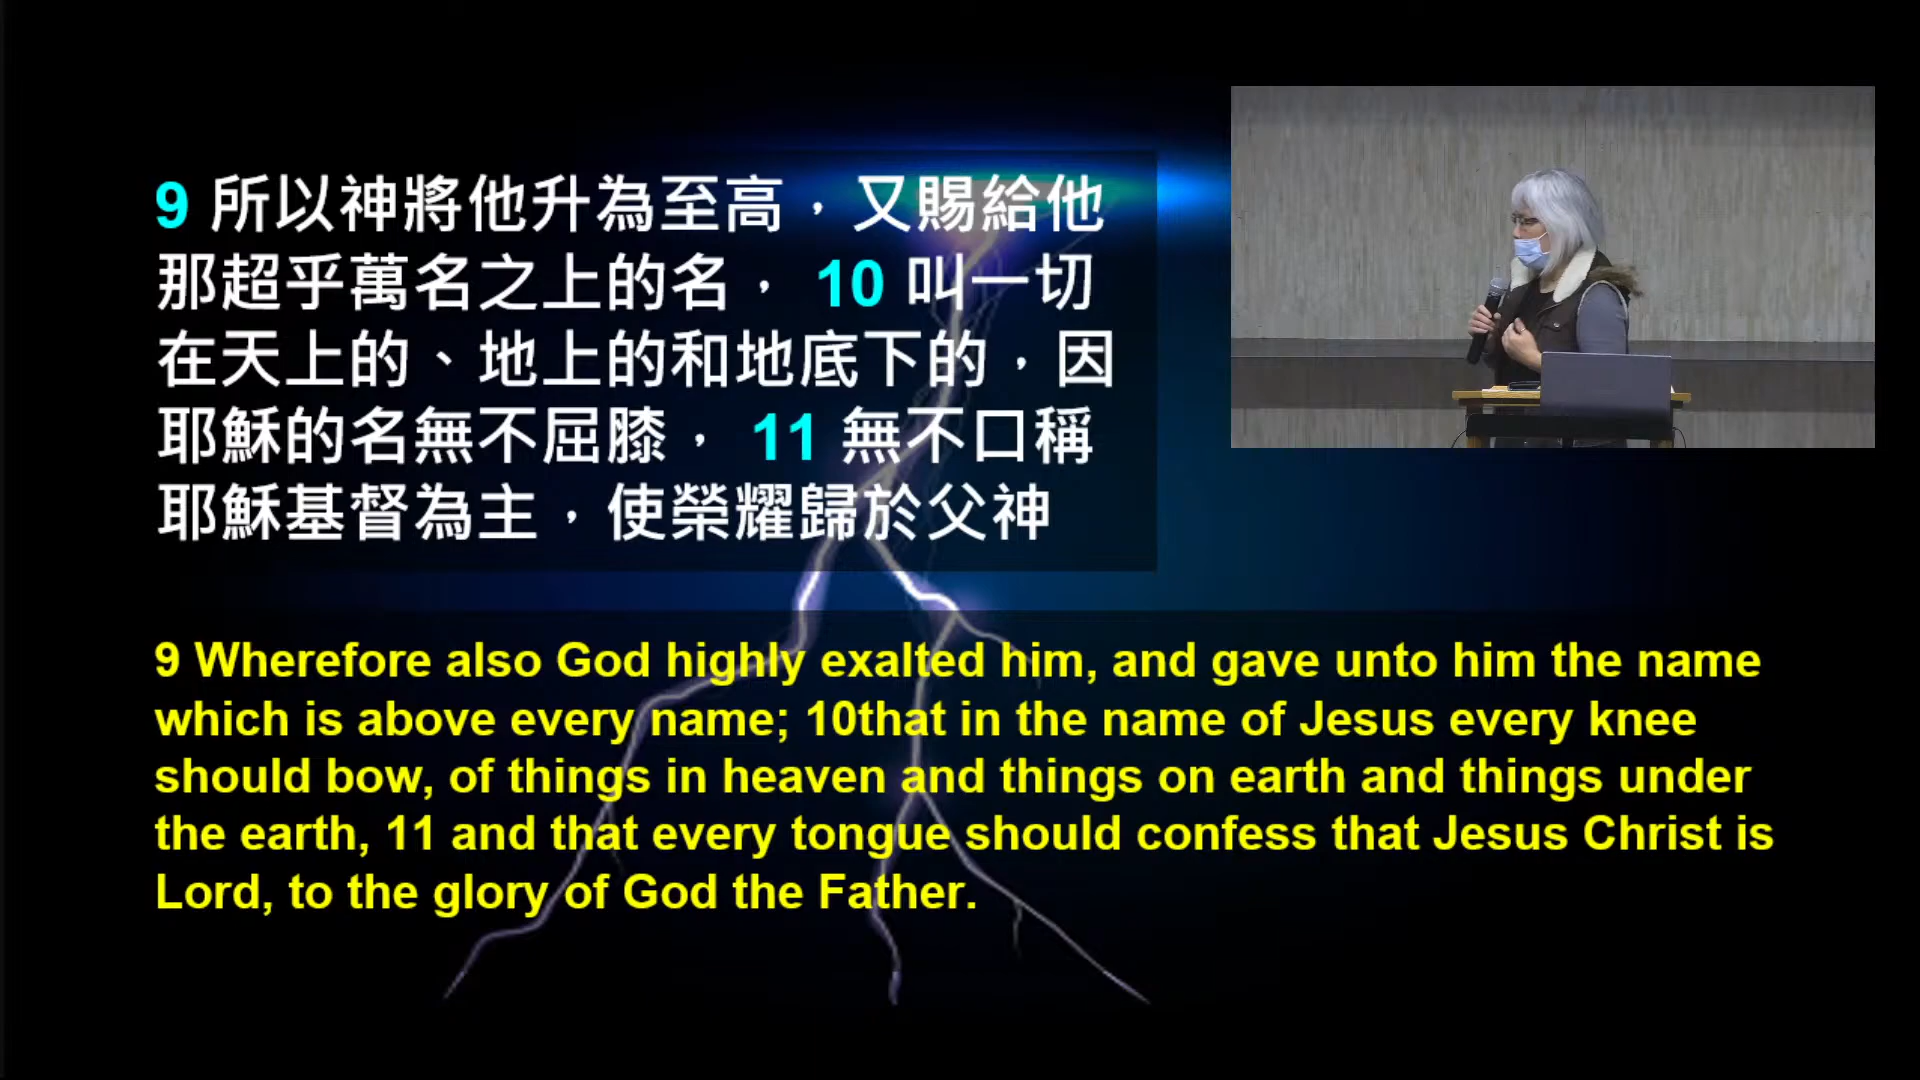 9 所以神將他升為至高，又賜給他
那超乎萬名之上的名， 10 叫一切
在天上的、地上的和地底下的，因
耶穌的名無不屈膝， 11 無不口稱
耶穌基督為主，使榮耀歸於父神
9 Wherefore also God highly exalted him, and gave unto him the name
which is above every name; 10that in the name of Jesus every knee
should bow, of things in heaven and things on earth and things under
the earth, 11 and that every tongue should confess that Jesus Christ is
Lord, to the glory of God the Father.